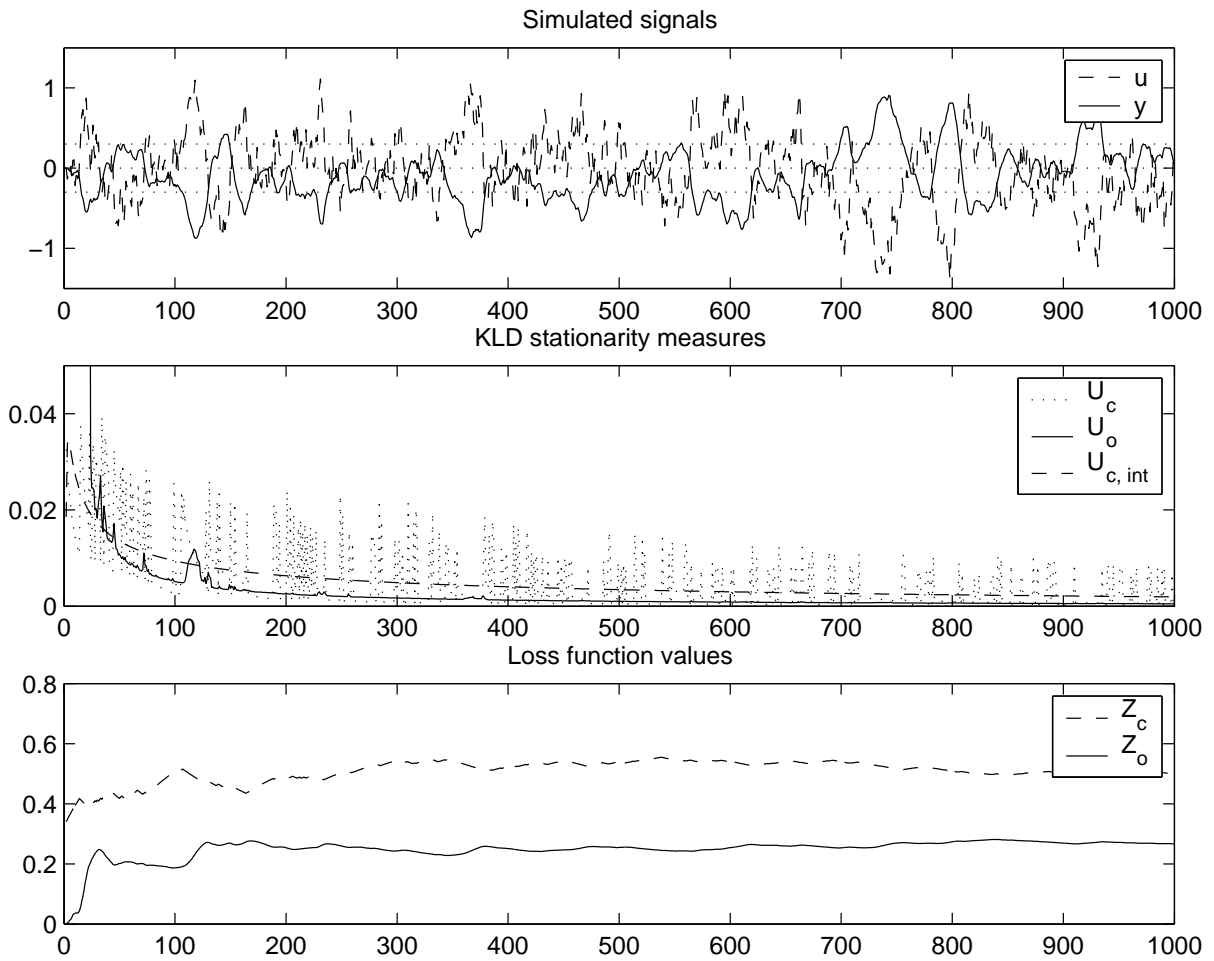 Simulated signals
1
0
−1
u
y
0 100 200 300 400 500 600 700 800 900 1000
KLD stationarity measures
0.04
0.02
0
U_c
U_o
U_c, int
0 100 200 300 400 500 600 700 800 900 1000
Loss function values
0.8
0.6
0.4
0.2
0
Z_c
Z_o
0 100 200 300 400 500 600 700 800 900 1000